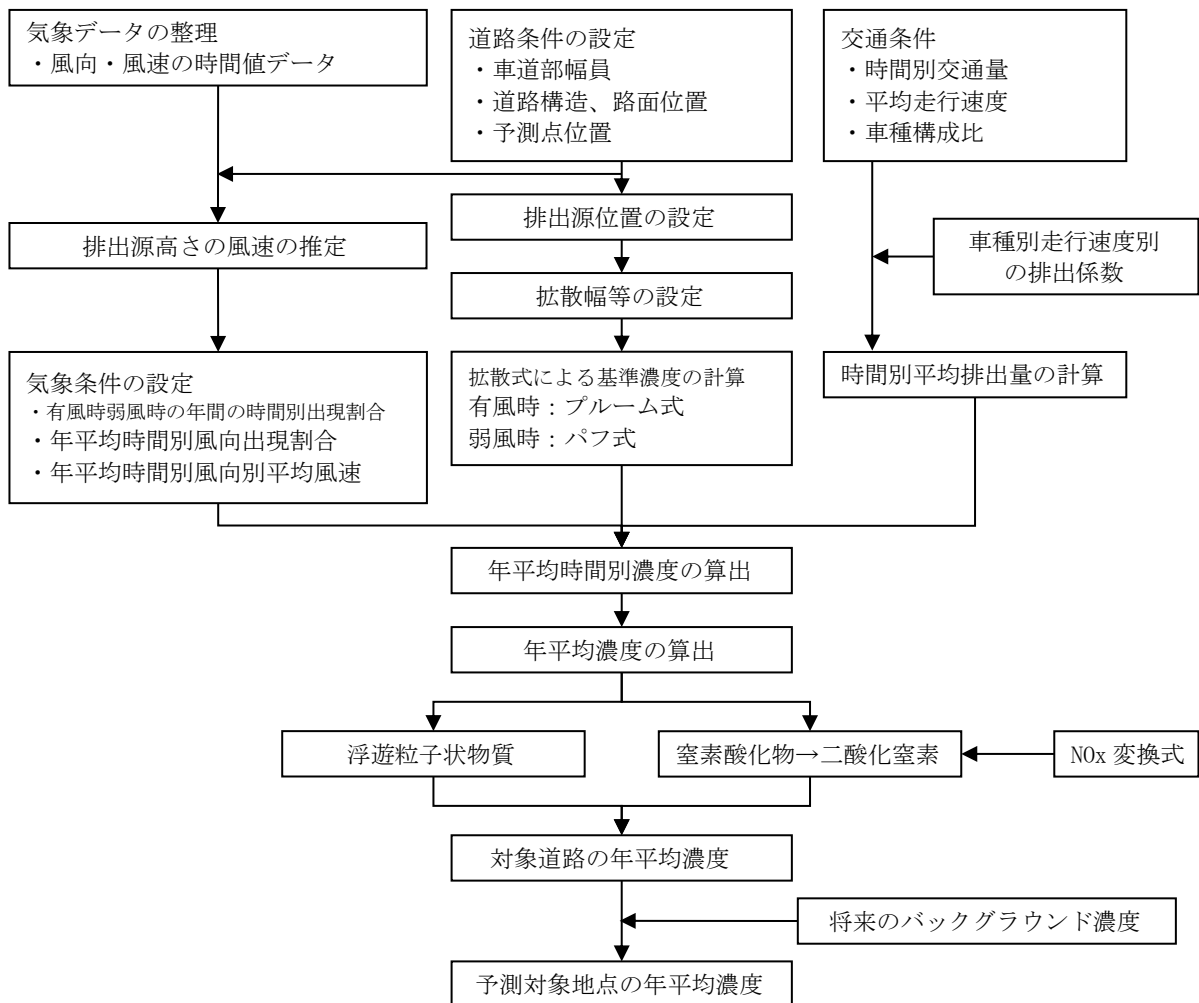 気象データの整理
・風向・風速の時間値データ
道路条件の設定
・車道部幅員
・道路構造、路面位置
・予測点位置
交通条件
・時間別交通量
・平均走行速度
・車種構成比
排出源高さの風速の推定
排出源位置の設定
車種別走行速度別
の排出係数
拡散幅等の設定
気象条件の設定
・有風時弱風時の年間の時間別出現割合
・年平均時間別風向出現割合
・年平均時間別風向別平均風速
拡散式による基準濃度の計算
有風時：プルーム式
弱風時：パフ式
時間別平均排出量の計算
年平均時間別濃度の算出
年平均濃度の算出
浮遊粒子状物質
窒素酸化物→二酸化窒素
NOx 変換式
対象道路の年平均濃度
将来のバックグラウンド濃度
予測対象地点の年平均濃度